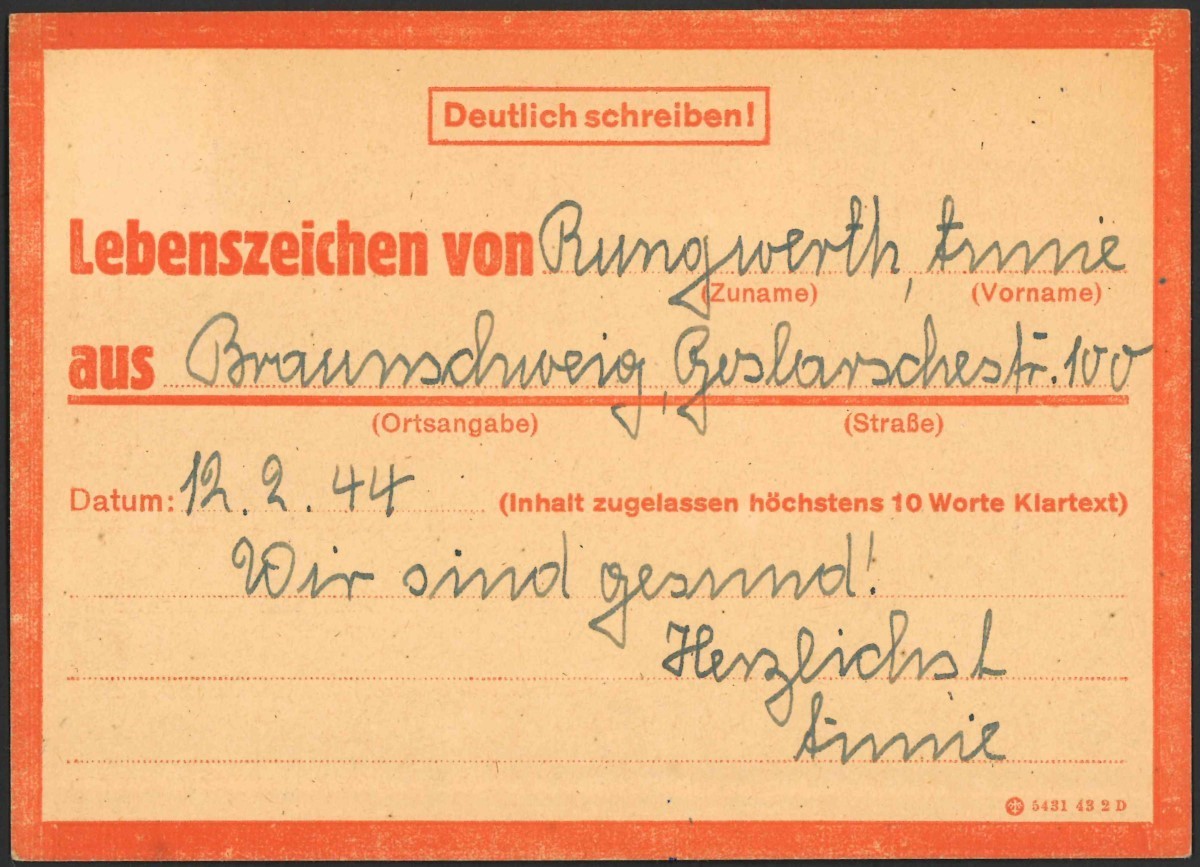 Deutlich schreiben!
Lebenszeichen von Rungwerth, Annie
(Zuname) (Vorname)
aus Braunschweig, Goslarschestr. 100
(Ortsangabe) (Straße)
Datum: 12.2.44 (Inhalt zugelassen höchstens 10 Worte Klartext)
Wir sind gesund!
Herzlichst
Annie
5431 43 2 D